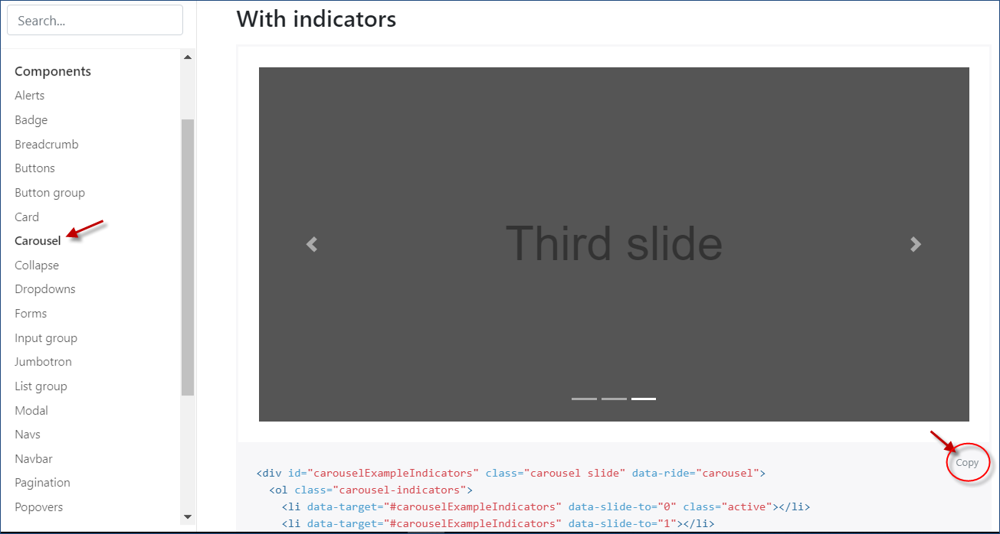 Search...
Components
Alerts
Badge
Breadcrumb
Buttons
Button group
Card
Carousel
Collapse
Dropdowns
Forms
Input group
Jumbotron
List group
Modal
Navs
Navbar
Pagination
Popovers
With indicators
Third slide
Copy
<div id="carouselExampleIndicators" class="carousel slide" data-ride="carousel">
  <ol class="carousel-indicators">
    <li data-target="#carouselExampleIndicators" data-slide-to="0" class="active"></li>
    <li data-target="#carouselExampleIndicators" data-slide-to="1"></li>